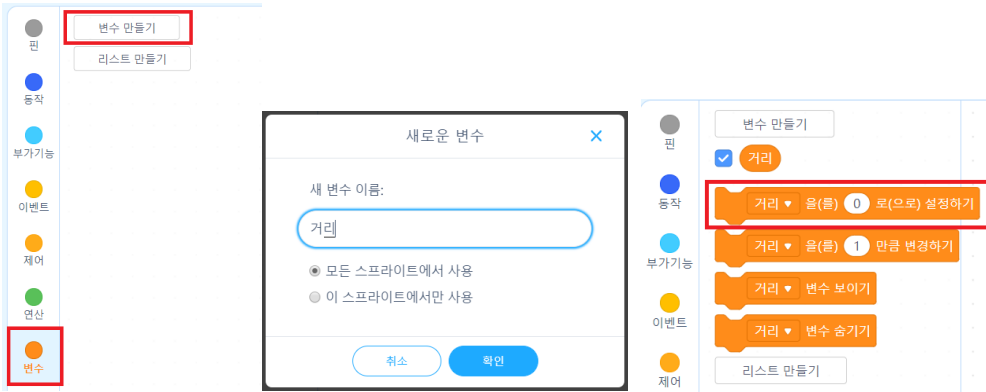 변수 만들기
리스트 만들기
핀
동작
부가기능
이벤트
제어
연산
변수
새로운 변수
새 변수 이름:
거리
모든 스프라이트에서 사용
이 스프라이트에서만 사용
취소
확인
핀
동작
부가기능
이벤트
제어
변수 만들기
거리
거리 을(를) 0 로(으로) 설정하기
거리 을(를) 1 만큼 변경하기
거리 변수 보이기
거리 변수 숨기기
리스트 만들기